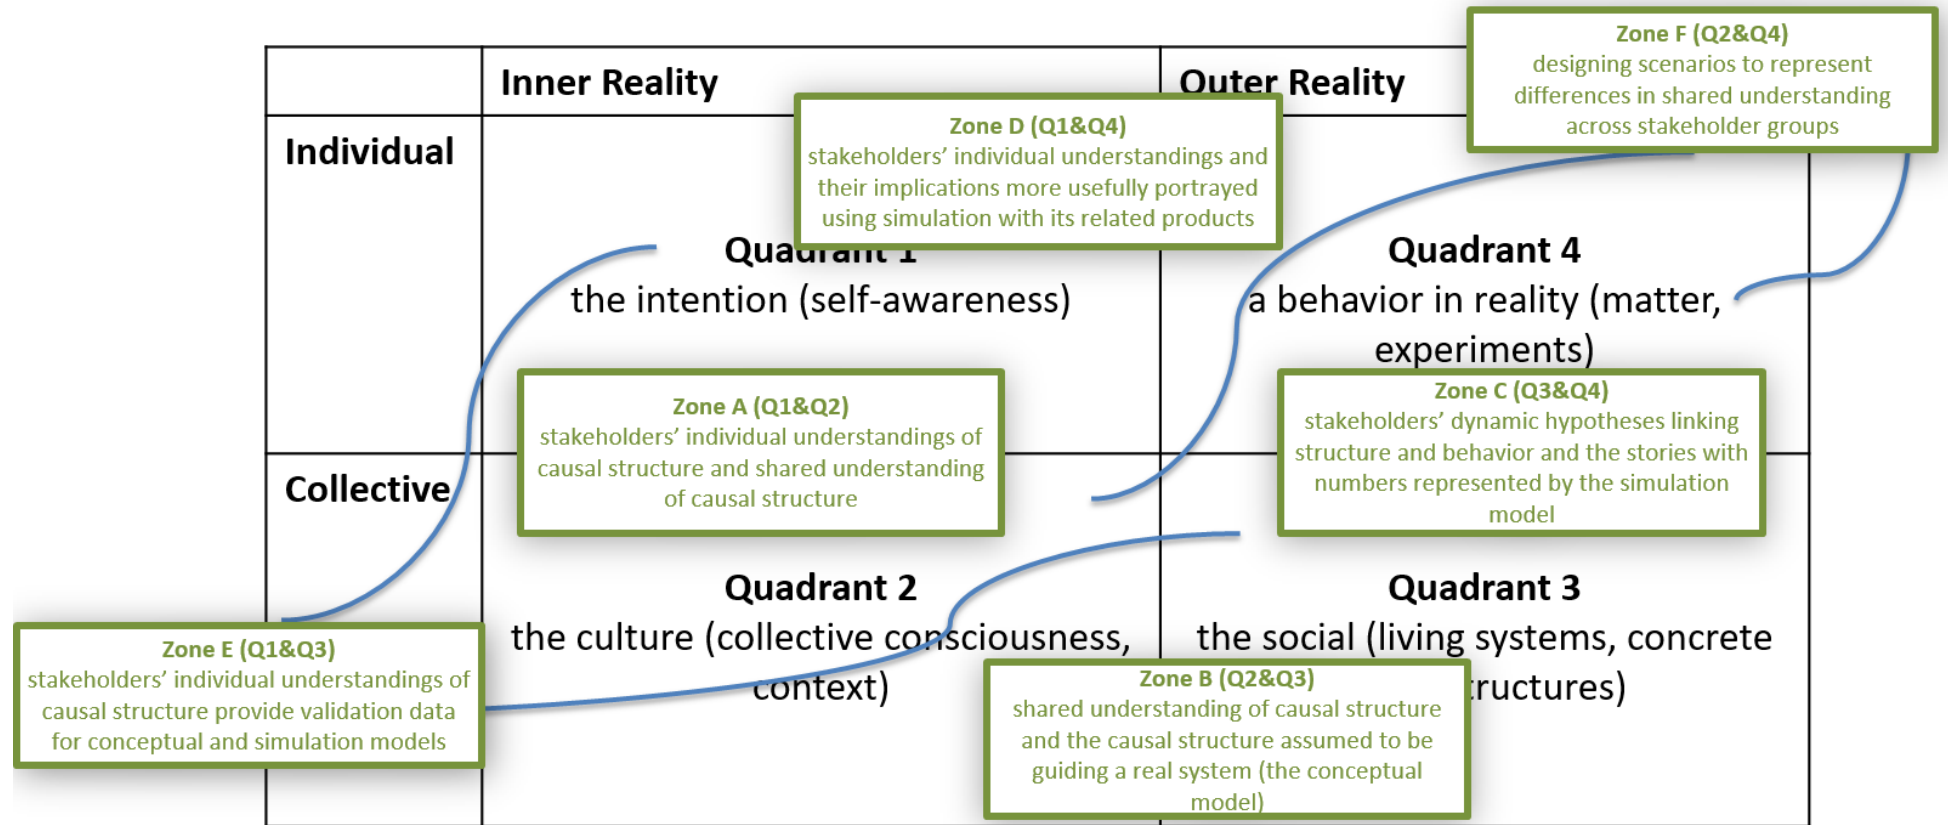 Zone F (Q2&Q4)
designing scenarios to represent
differences in shared understanding
across stakeholder groups
Inner Reality
Outer Reality
Zone D (Q1&Q4)
stakeholders’ individual understandings and
their implications more usefully portrayed
using simulation with its related products
Individual
Quadrant 1
the intention (self-awareness)
Quadrant 4
a behavior in reality (matter,
experiments)
Zone A (Q1&Q2)
stakeholders’ individual understandings of
causal structure and shared understanding
of causal structure
Zone C (Q3&Q4)
stakeholders’ dynamic hypotheses linking
structure and behavior and the stories with
numbers represented by the simulation
model
Collective
Quadrant 2
the culture (collective consciousness,
context)
Quadrant 3
the social (living systems, concrete
tructures)
Zone E (Q1&Q3)
stakeholders’ individual understandings of
causal structure provide validation data
for conceptual and simulation models
Zone B (Q2&Q3)
shared understanding of causal structure
and the causal structure assumed to be
guiding a real system (the conceptual
model)